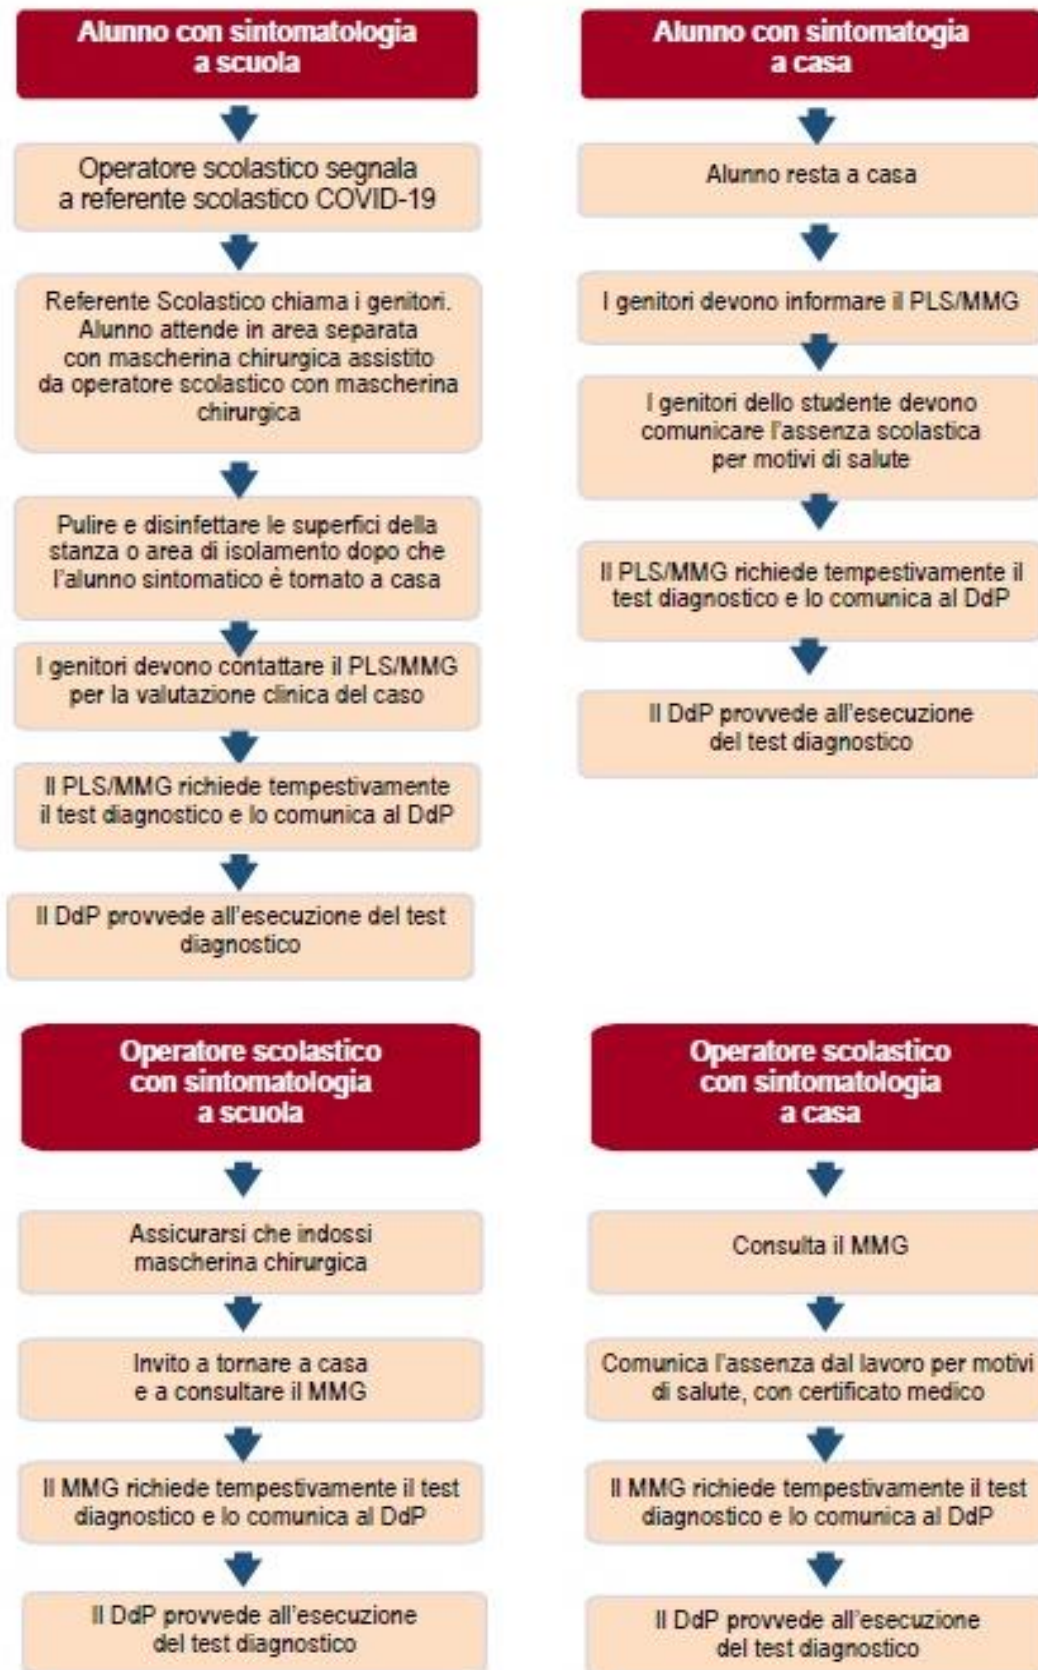 Alunno con sintomatologia
a scuola
Operatore scolastico segnala
a referente scolastico COVID-19
Referente Scolastico chiama i genitori.
Alunno attende in area separata
con mascherina chirurgica assistito
da operatore scolastico con mascherina
chirurgica
Pulire e disinfettare le superfici della
stanza o area di isolamento dopo che
l'alunno sintomatico è tornato a casa
I genitori devono contattare il PLS/MMG
per la valutazione clinica del caso
Il PLS/MMG richiede tempestivamente
il test diagnostico e lo comunica al DdP
Il DdP provvede all'esecuzione del test
diagnostico
Alunno con sintomatogia
a casa
Alunno resta a casa
I genitori devono informare il PLS/MMG
I genitori dello studente devono
comunicare l'assenza scolastica
per motivi di salute
Il PLS/MMG richiede tempestivamente il
test diagnostico e lo comunica al DdP
Il DdP provvede all'esecuzione
del test diagnostico
Operatore scolastico
con sintomatologia
a scuola
Assicurarsi che indossi
mascherina chirurgica
Invito a tornare a casa
e a consultare il MMG
Il MMG richiede tempestivamente il test
diagnostico e lo comunica al DdP
Il DdP provvede all'esecuzione
del test diagnostico
Operatore scolastico
con sintomatologia
a casa
Consulta il MMG
Comunica l'assenza dal lavoro per motivi
di salute, con certificato medico
Il MMG richiede tempestivamente il test
diagnostico e lo comunica al DdP
Il DdP provvede all'esecuzione
del test diagnostico